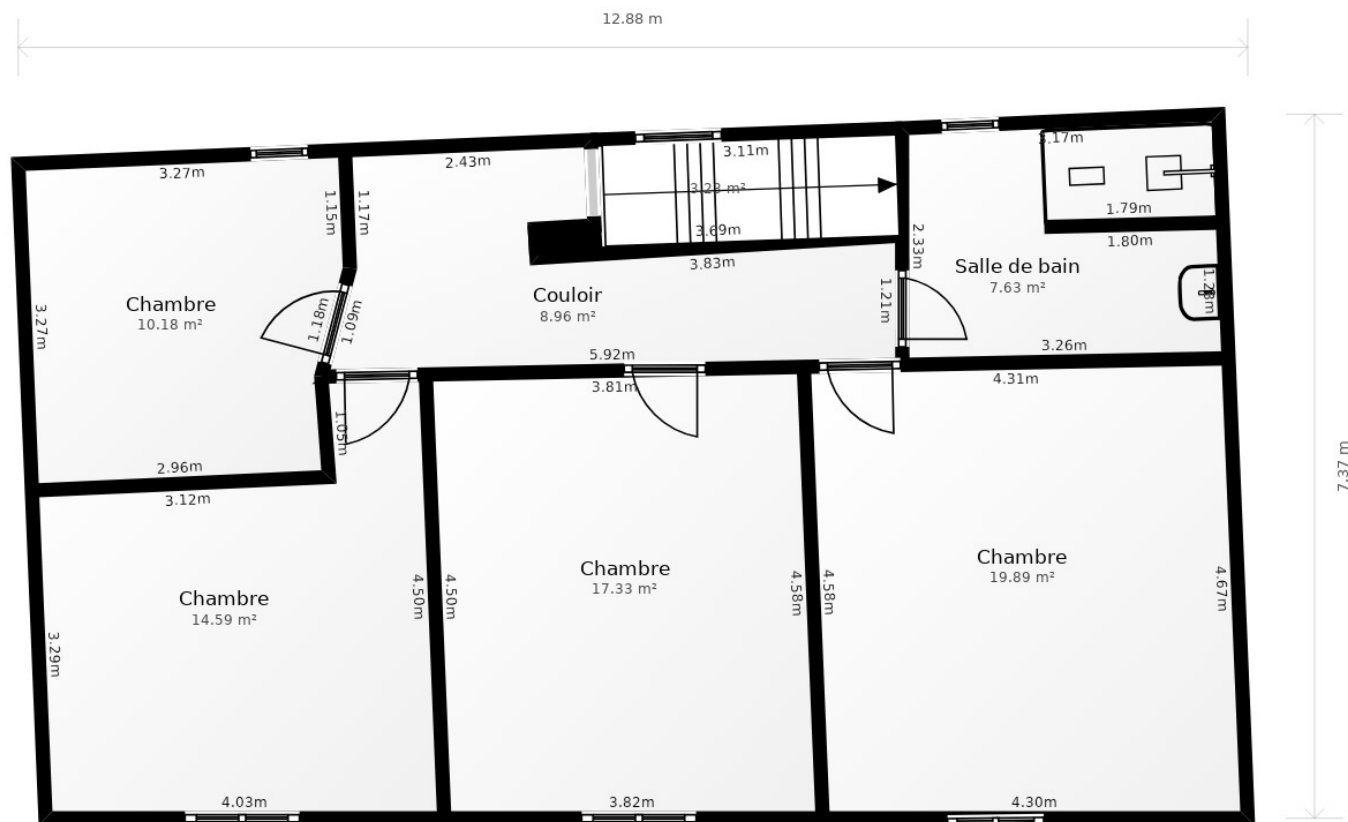 12.88 m
3.17m
2.43m
3.11m
3.27m
3.28 m²
1.15m
1.17m
1.79m
3.69m
2.33m
1.80m
3.83m
Salle de bain
7.63 m²
Couloir
8.96 m²
Chambre
10.18 m²
1.21m
1.18m
1.09m
3.27m
3.26m
5.92m
3.81m
4.31m
1.05m
7.37 m
2.96m
3.12m
Chambre
19.89 m²
Chambre
17.33 m²
4.50m
4.50m
4.58m
4.58m
4.67m
Chambre
14.59 m²
3.29m
4.03m
3.82m
4.30m